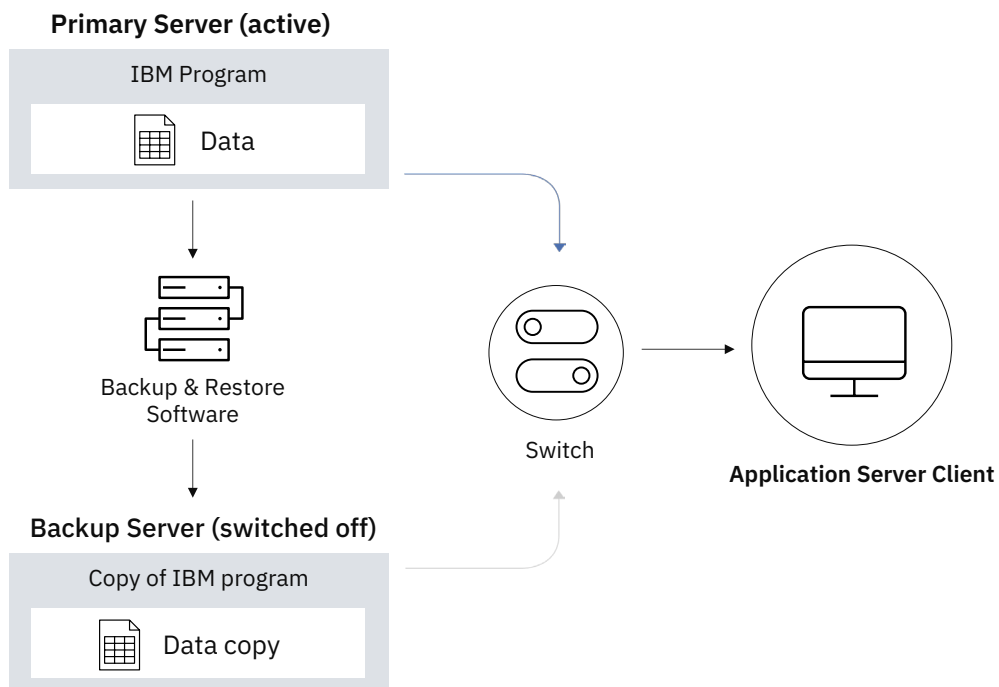 Primary Server (active)
IBM Program
Data
Backup & Restore
Software
Switch
Application Server Client
Backup Server (switched off)
Copy of IBM program
Data copy